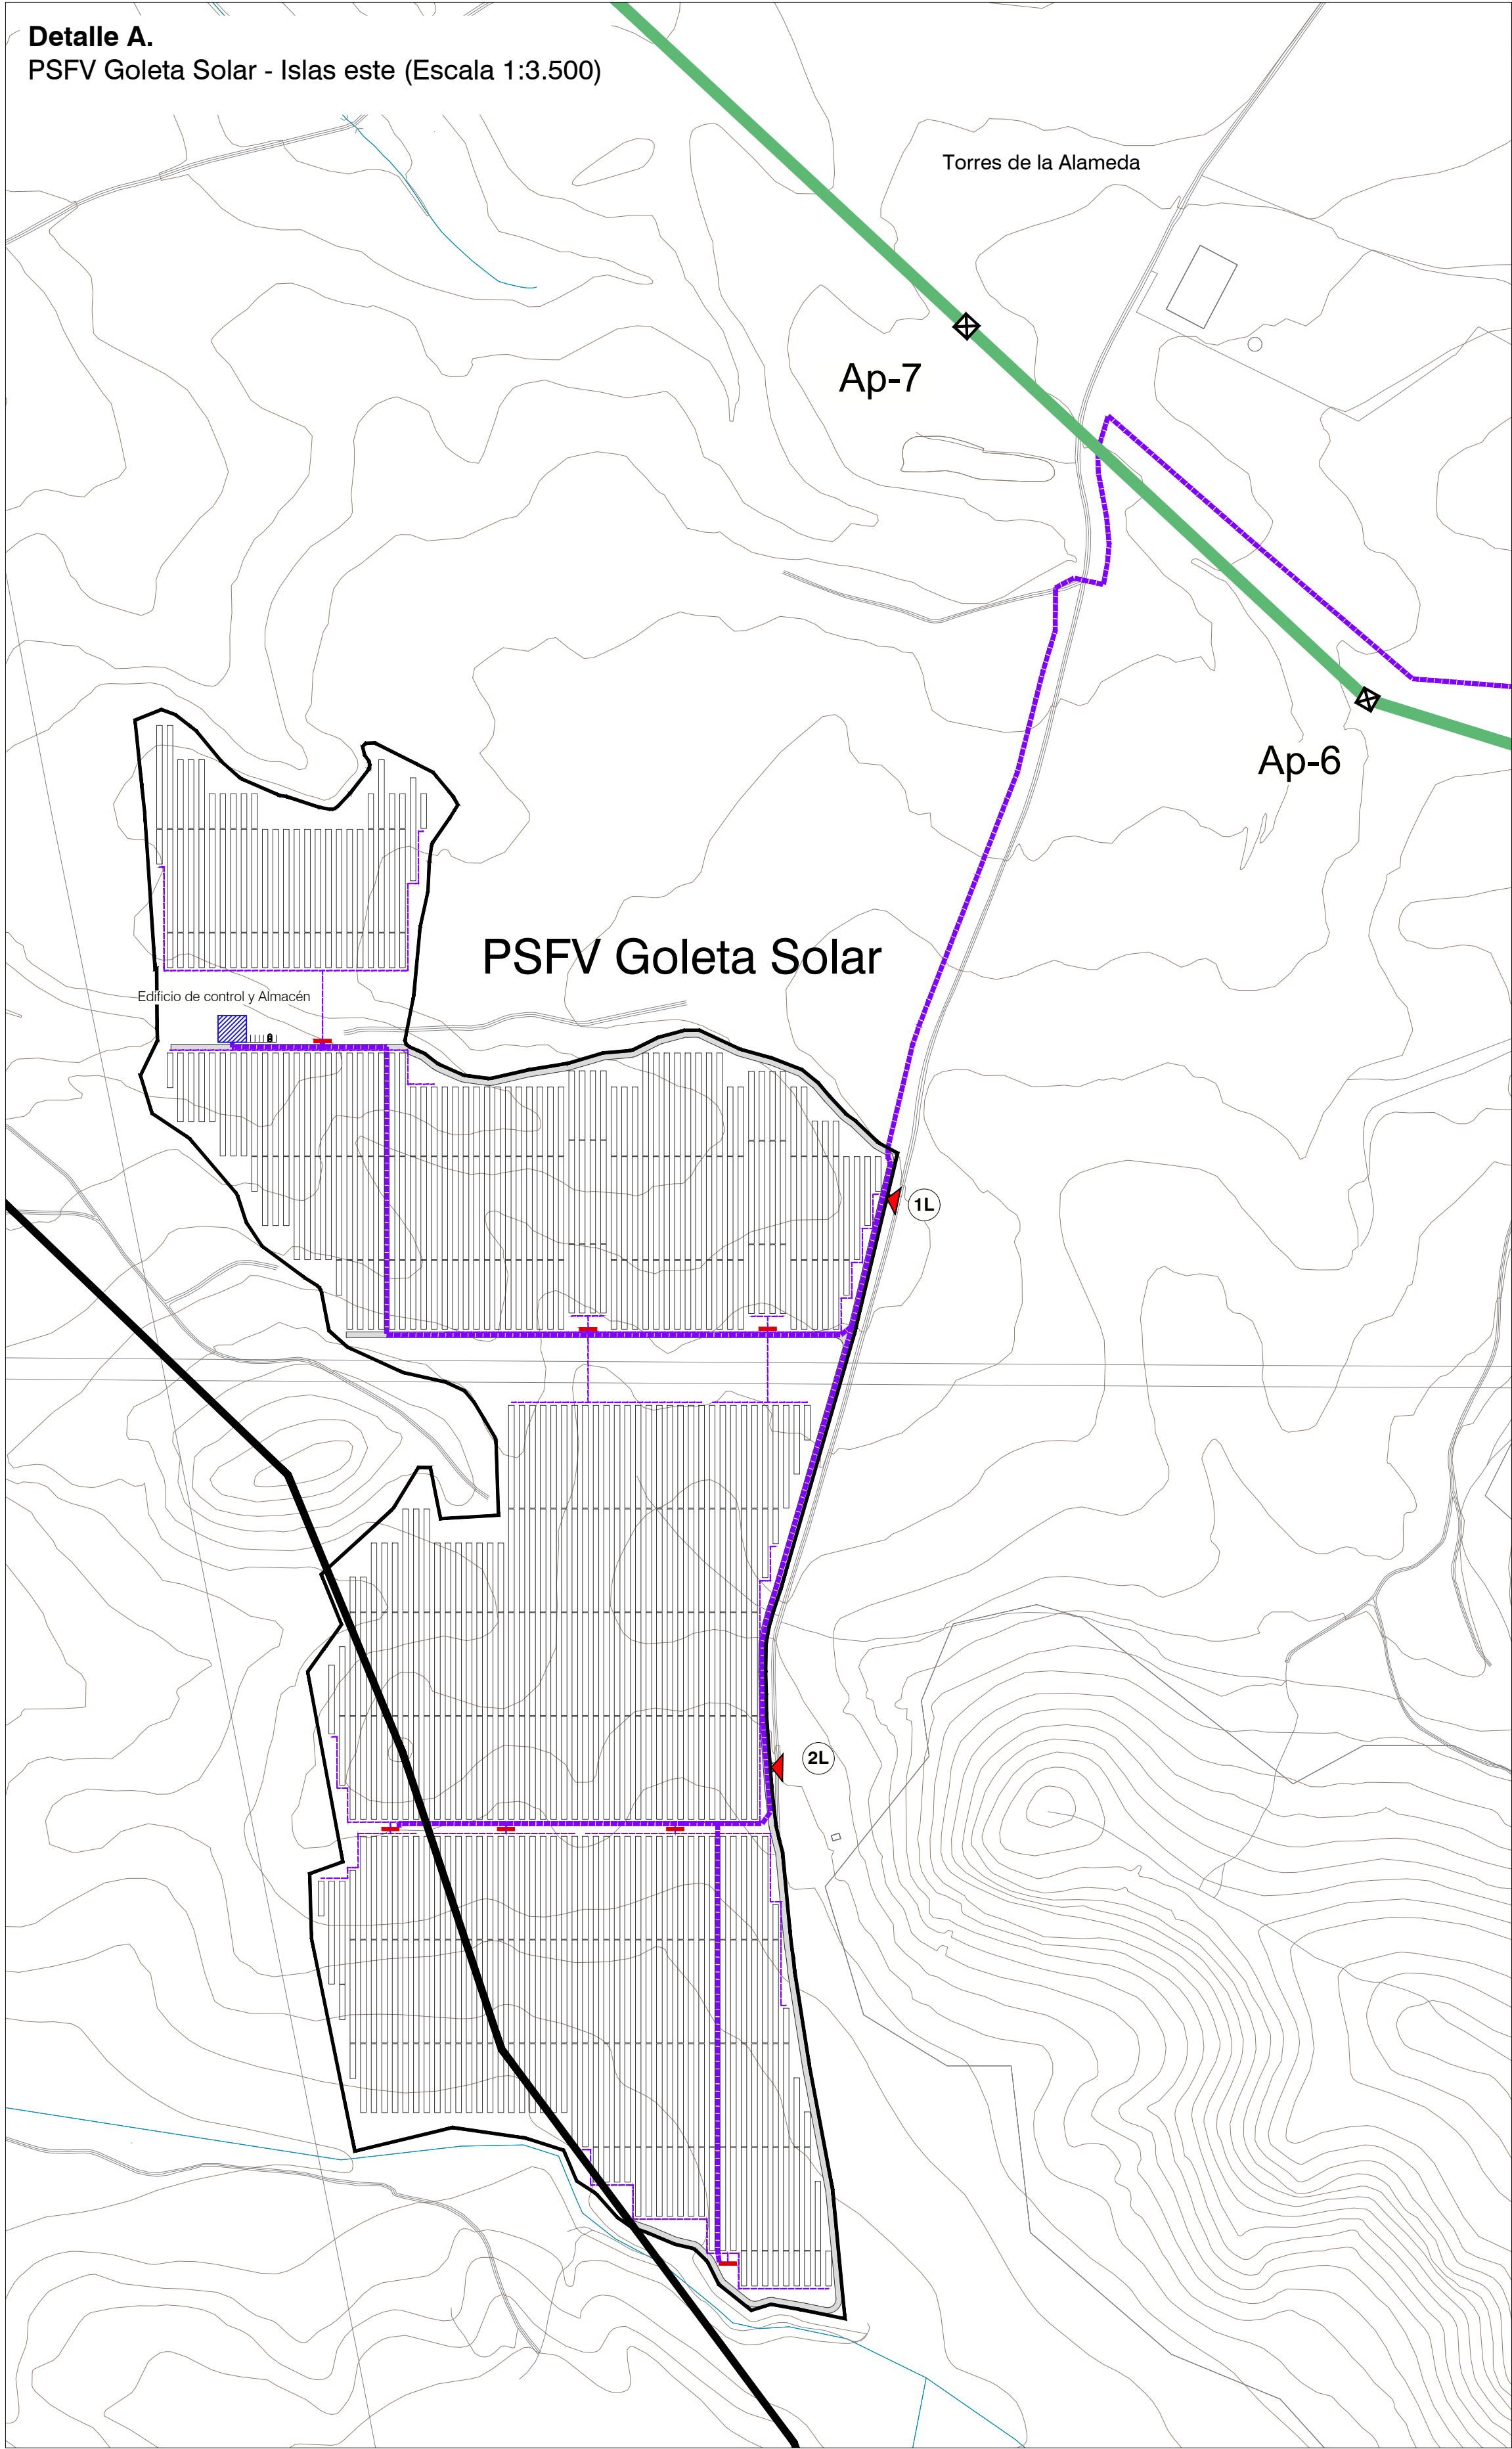 Detalle A.
PSFV Goleta Solar - Islas este (Escala 1:3.500)
Torres de la Alameda
Ap-7
Ap-6
PSFV Goleta Solar
Edificio de control y Almacén
1L
2L